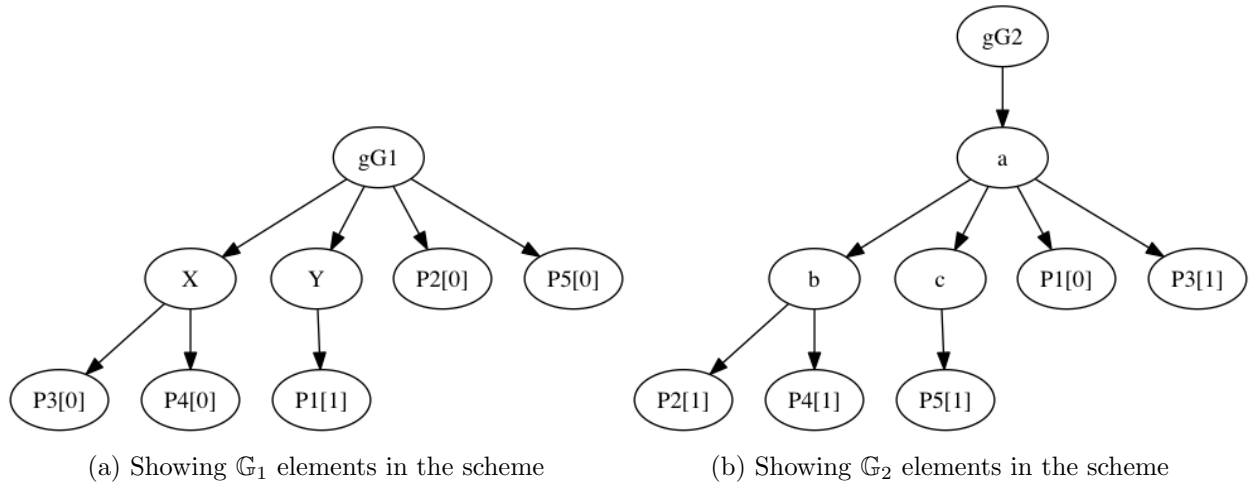 gG2
gG1
a
X
Y
P2[0]
P5[0]
b
c
P1[0]
P3[1]
P3[0]
P4[0]
P1[1]
P2[1]
P4[1]
P5[1]
(a) Showing 𝔾₁ elements in the scheme
(b) Showing 𝔾₂ elements in the scheme